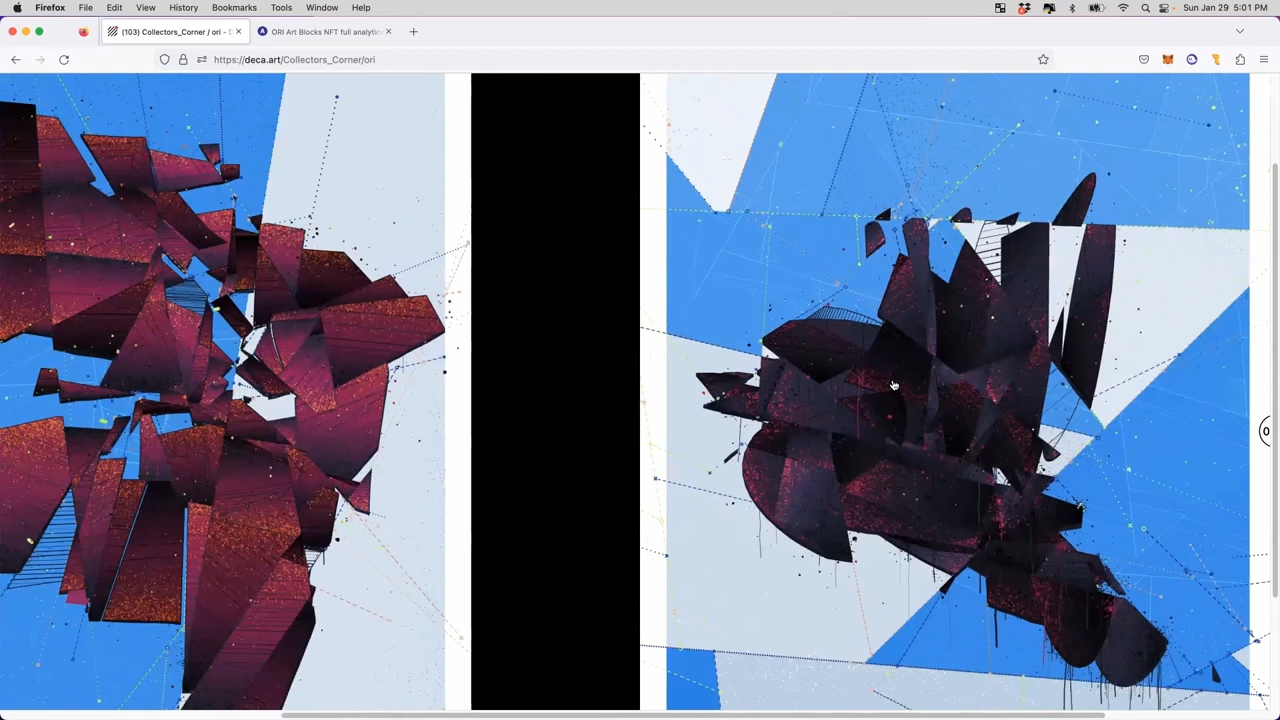 Firefox File Edit View History Bookmarks Tools Window Help Sun Jan 29 5:01 PM
(103) Collectors_Corner / ori - D
ORI Art Blocks NFT full analytic
https://deca.art/Collectors_Corner/ori
0